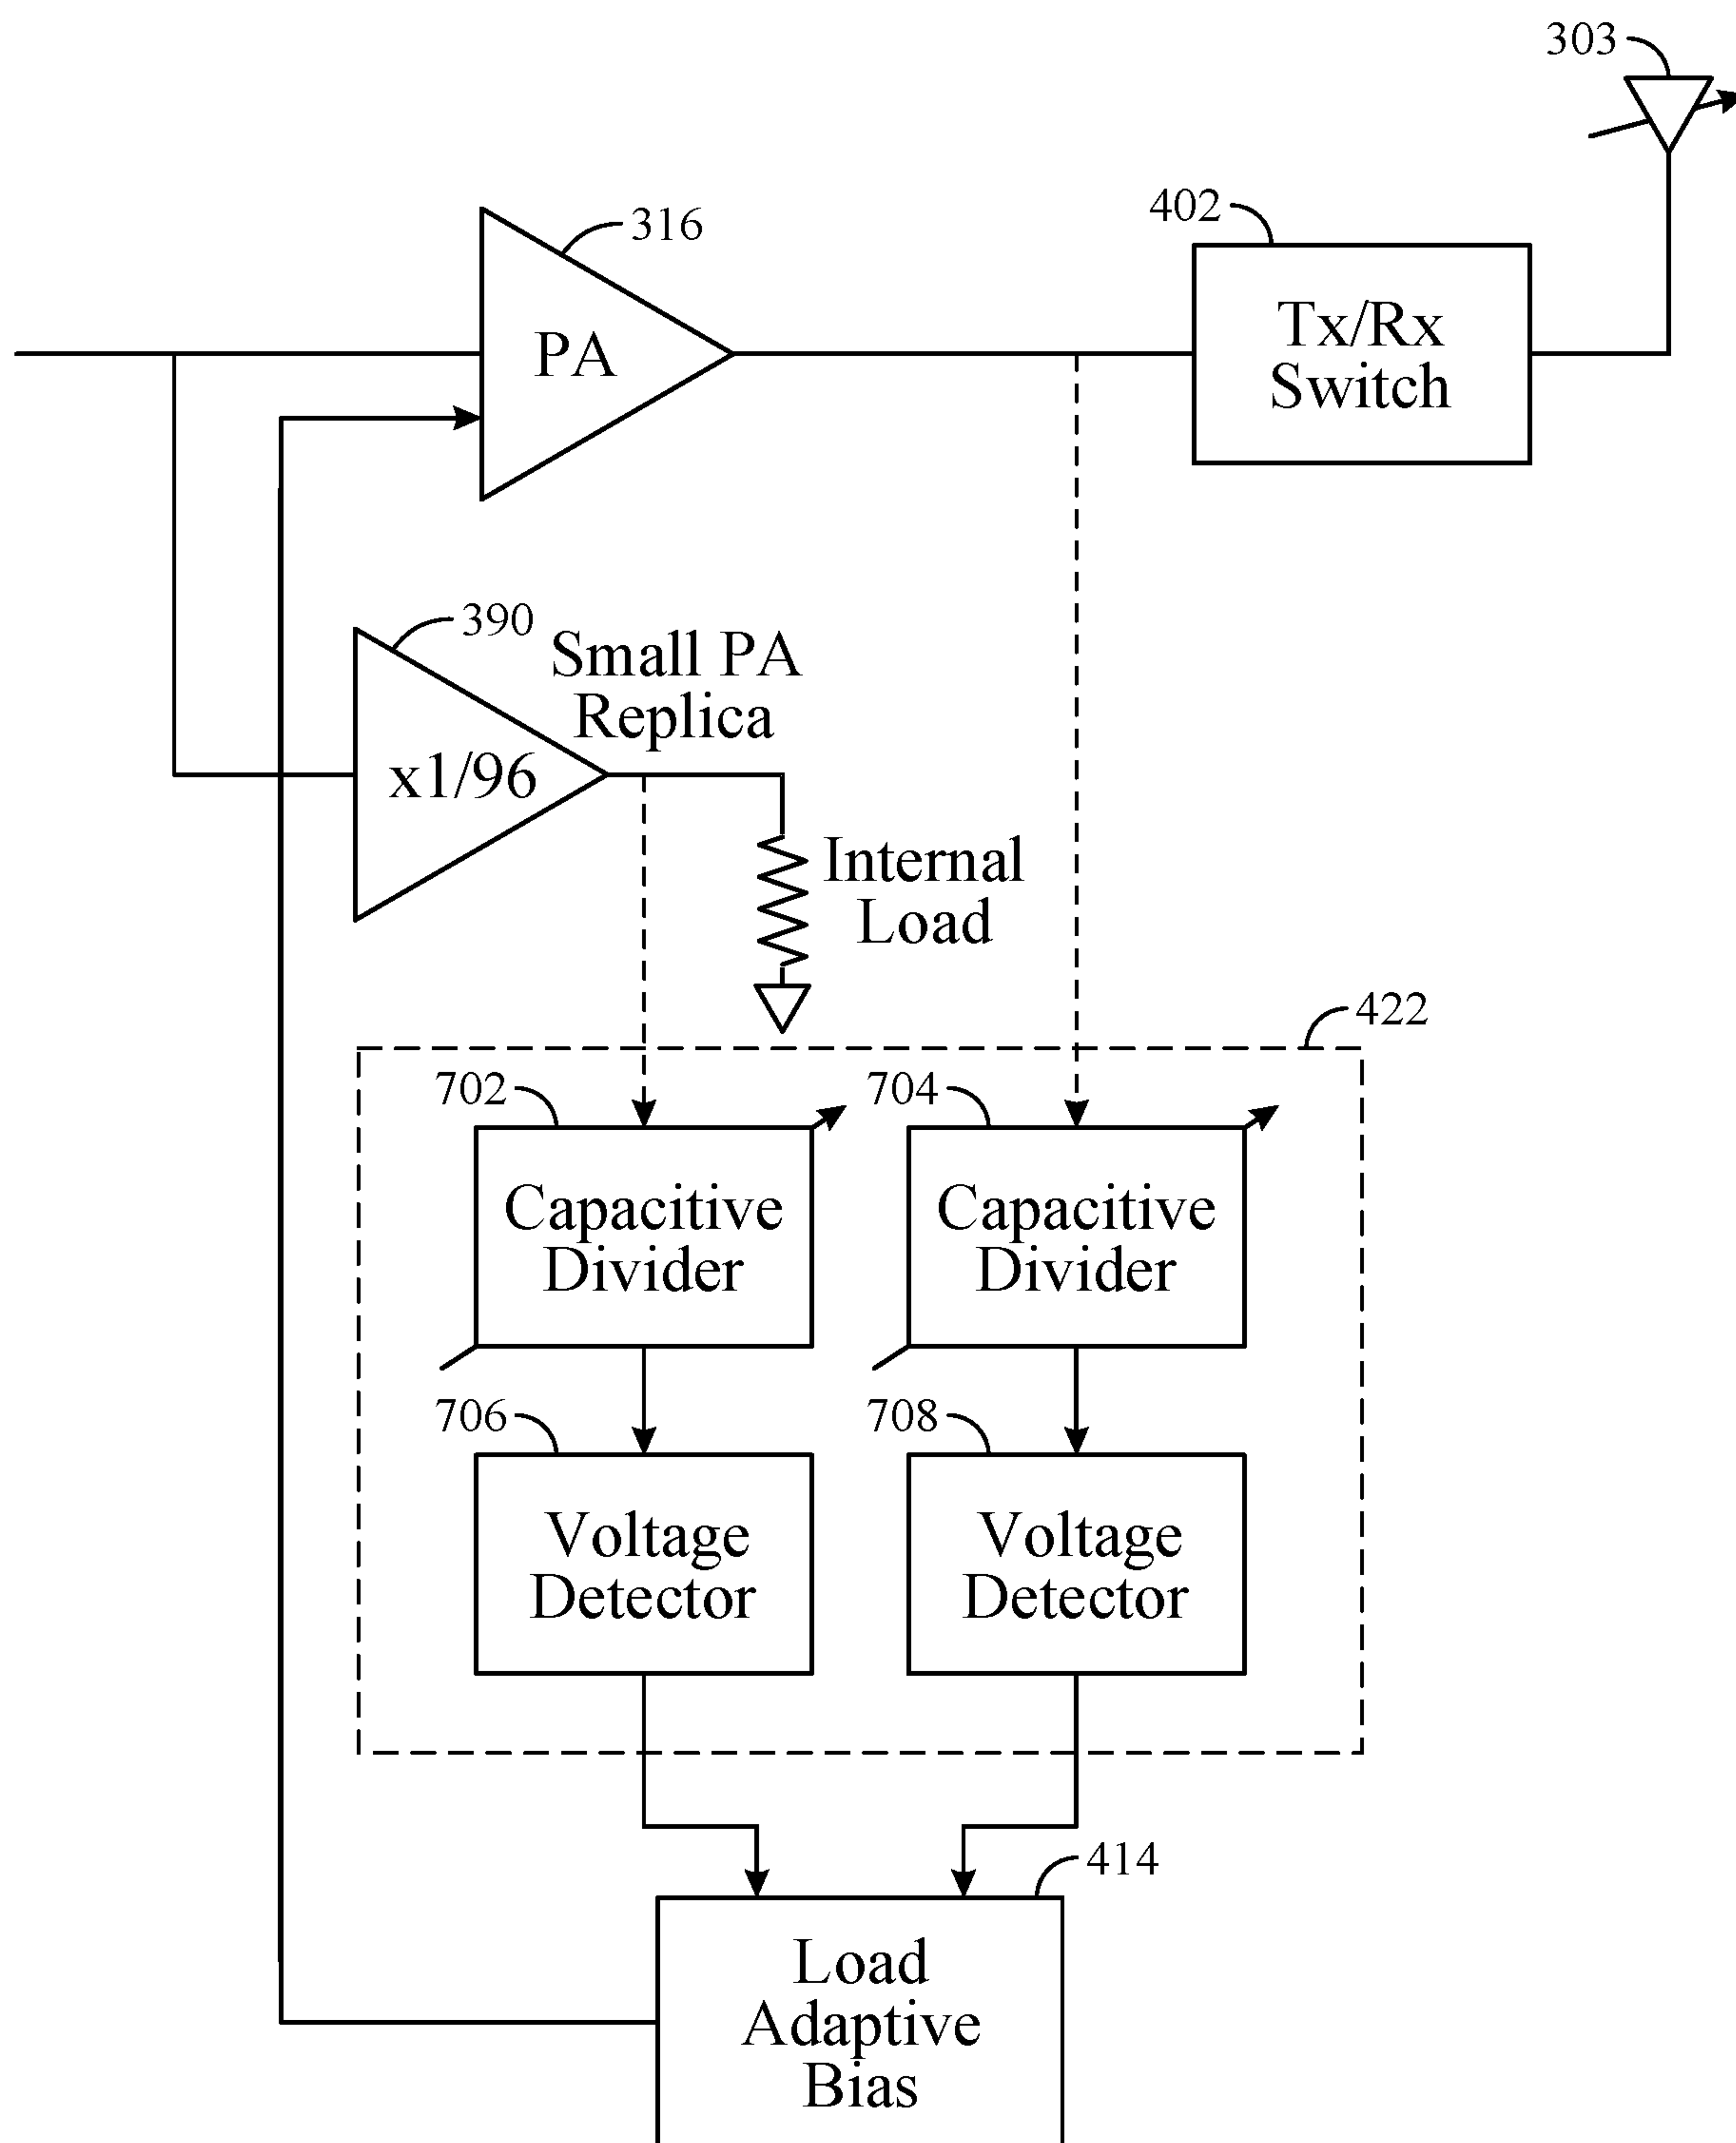 303
402
316
Tx/Rx
Switch
PA
390
Small PA
Replica
x1/96
Internal
Load
422
702
704
Capacitive
Divider
Capacitive
Divider
706
708
Voltage
Detector
Voltage
Detector
414
Load
Adaptive
Bias